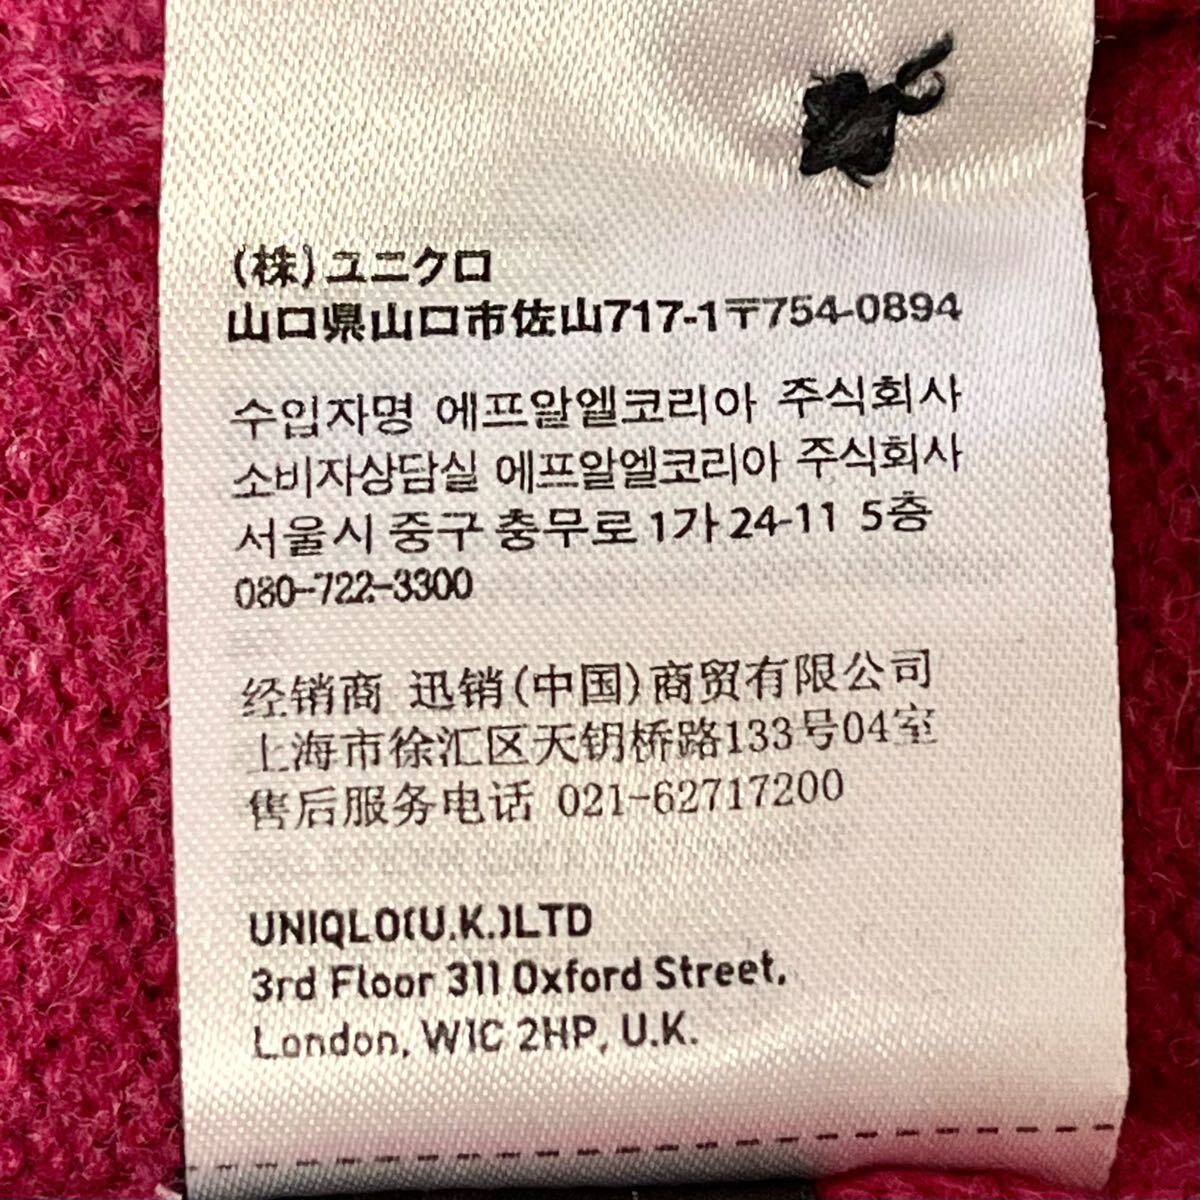 (株)ユニクロ
山口県山口市佐山717-1〒754-0894
수입자명 에프알엘코리아 주식회사
소비자상담실 에프알엘코리아 주식회사
서울시 중구 충무로 1가 24-11 5층
080-722-3300
经销商 迅销(中国)商贸有限公司
上海市徐汇区天钥桥路133号04室
售后服务电话 021-62717200
UNIQLO(U.K.)LTD
3rd Floor 311 Oxford Street,
London, W1C 2HP, U.K.